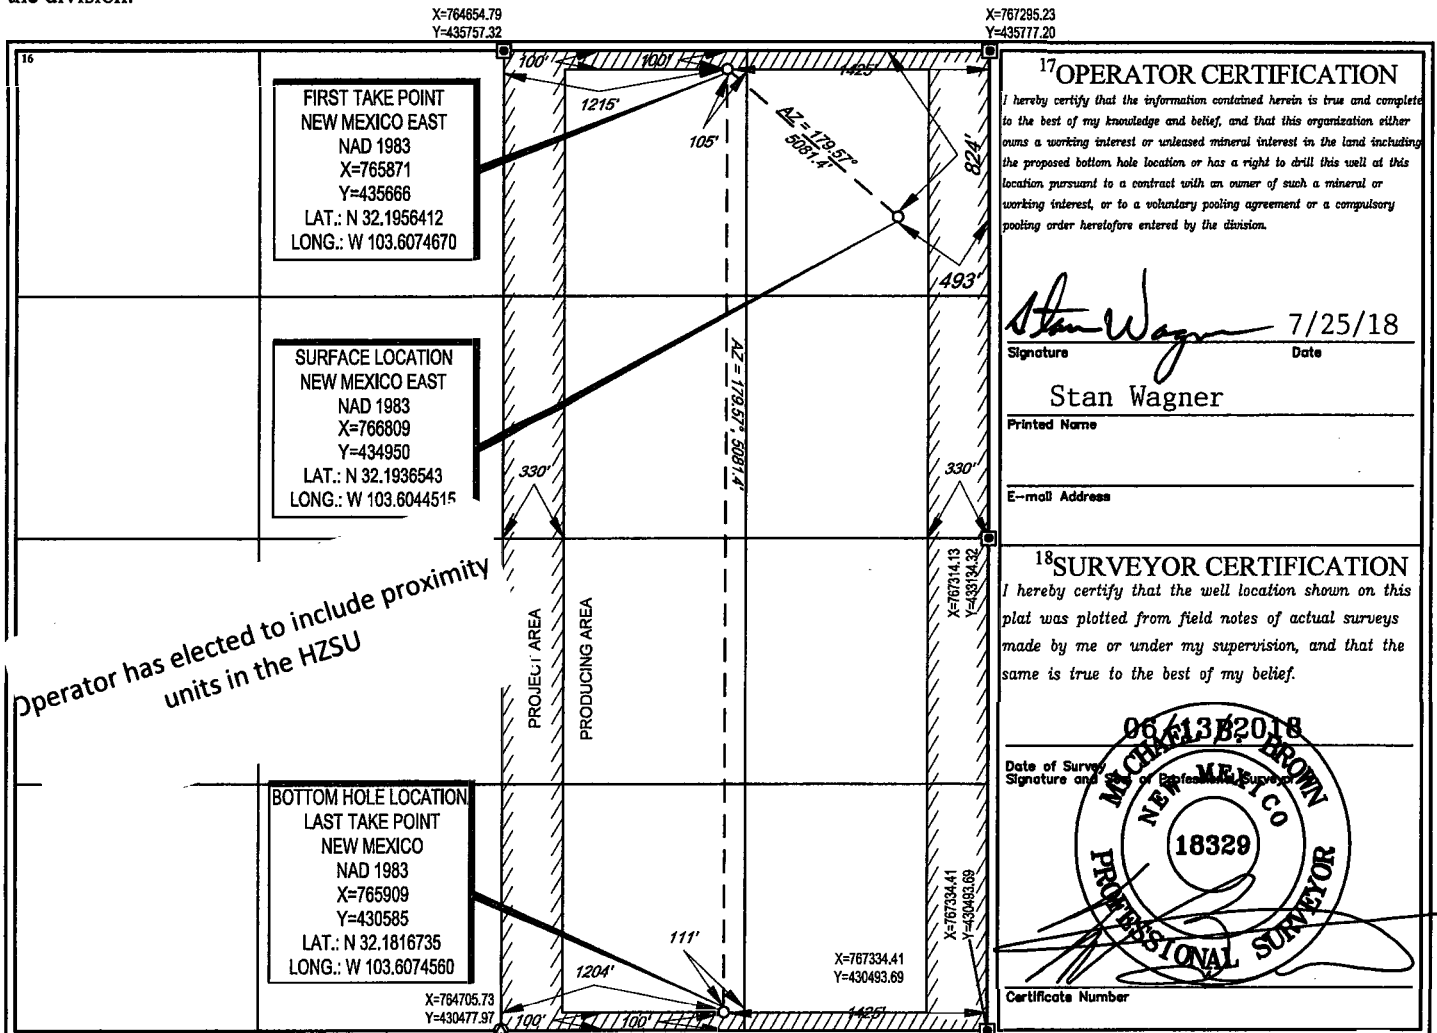 the division.
X=764654.79
Y=435757.32
X=767295.23
Y=435777.20
16
100'
100'
1425'
1215'
105'
AZ = 179.57°
5081.4'
824'
493'
FIRST TAKE POINT
NEW MEXICO EAST
NAD 1983
X=765871
Y=435666
LAT.: N 32.1956412
LONG.: W 103.6074670
SURFACE LOCATION
NEW MEXICO EAST
NAD 1983
X=766809
Y=434950
LAT.: N 32.1936543
LONG.: W 103.6044515
AZ = 179.57°, 5081.4'
330'
330'
X=767314.13
Y=433134.32
Operator has elected to include proximity
units in the HZSU
PROJECT AREA
PRODUCING AREA
BOTTOM HOLE LOCATION
LAST TAKE POINT
NEW MEXICO
NAD 1983
X=765909
Y=430585
LAT.: N 32.1816735
LONG.: W 103.6074560
111'
1204'
X=767334.41
Y=430493.69
X=767334.41
Y=430493.69
X=764705.73
Y=430477.97
100'
100'
1425'
17 OPERATOR CERTIFICATION
I hereby certify that the information contained herein is true and complete
to the best of my knowledge and belief, and that this organization either
owns a working interest or unleased mineral interest in the land including
the proposed bottom hole location or has a right to drill this well at this
location pursuant to a contract with an owner of such a mineral or
working interest, or to a voluntary pooling agreement or a compulsory
pooling order heretofore entered by the division.
Stan Wagner 7/25/18
Signature Date
Stan Wagner
Printed Name
E-mail Address
18 SURVEYOR CERTIFICATION
I hereby certify that the well location shown on this
plat was plotted from field notes of actual surveys
made by me or under my supervision, and that the
same is true to the best of my belief.
06/13/2018
Date of Survey
Signature and Seal of Professional Surveyor
MICHAEL B. BROWN
NEW MEXICO
18329
PROFESSIONAL SURVEYOR
Certificate Number